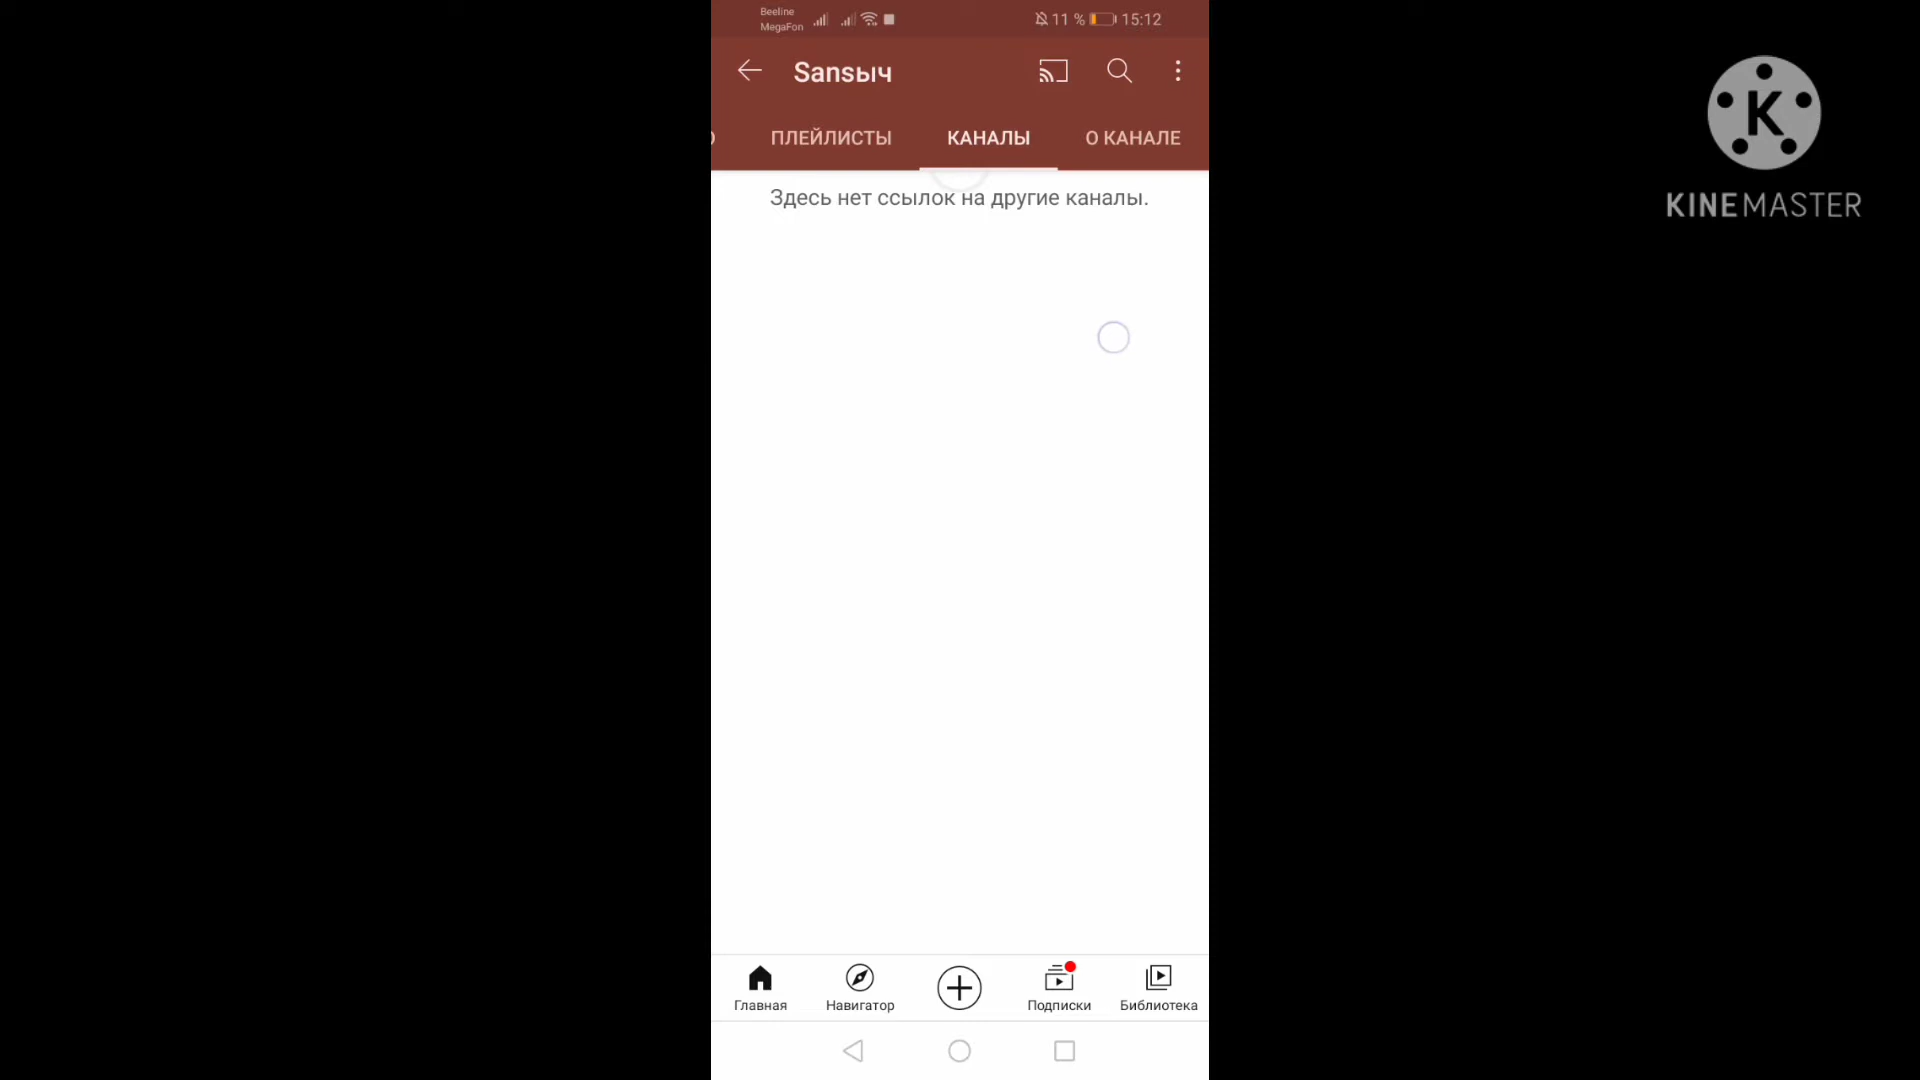 Beeline
MegaFon
11 %
15:12
Sansыч
ПЛЕЙЛИСТЫ
КАНАЛЫ
О КАНАЛЕ
Здесь нет ссылок на другие каналы.
K
KINEMASTER
Главная
Навигатор
Подписки
Библиотека